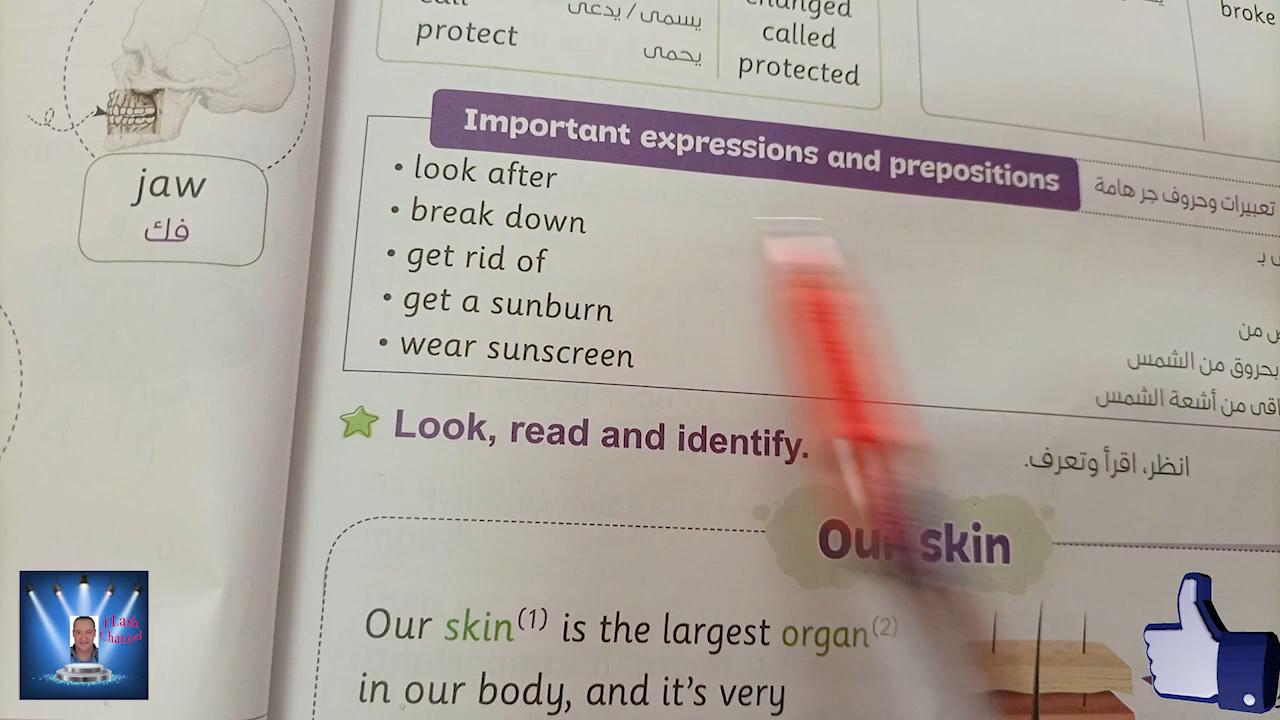 يسمى / يدعى
called
broke
protect
يحمى
protected
jaw
فك
Important expressions and prepositions
تعبيرات وحروف جر هامة
• look after
• break down
• get rid of
من
• get a sunburn
بحروق من الشمس
• wear sunscreen
من أشعة الشمس
Look, read and identify.
انظر، اقرأ وتعرف.
Our skin
Our skin(1) is the largest organ(2)
in our body, and it's very
FLash
Channel